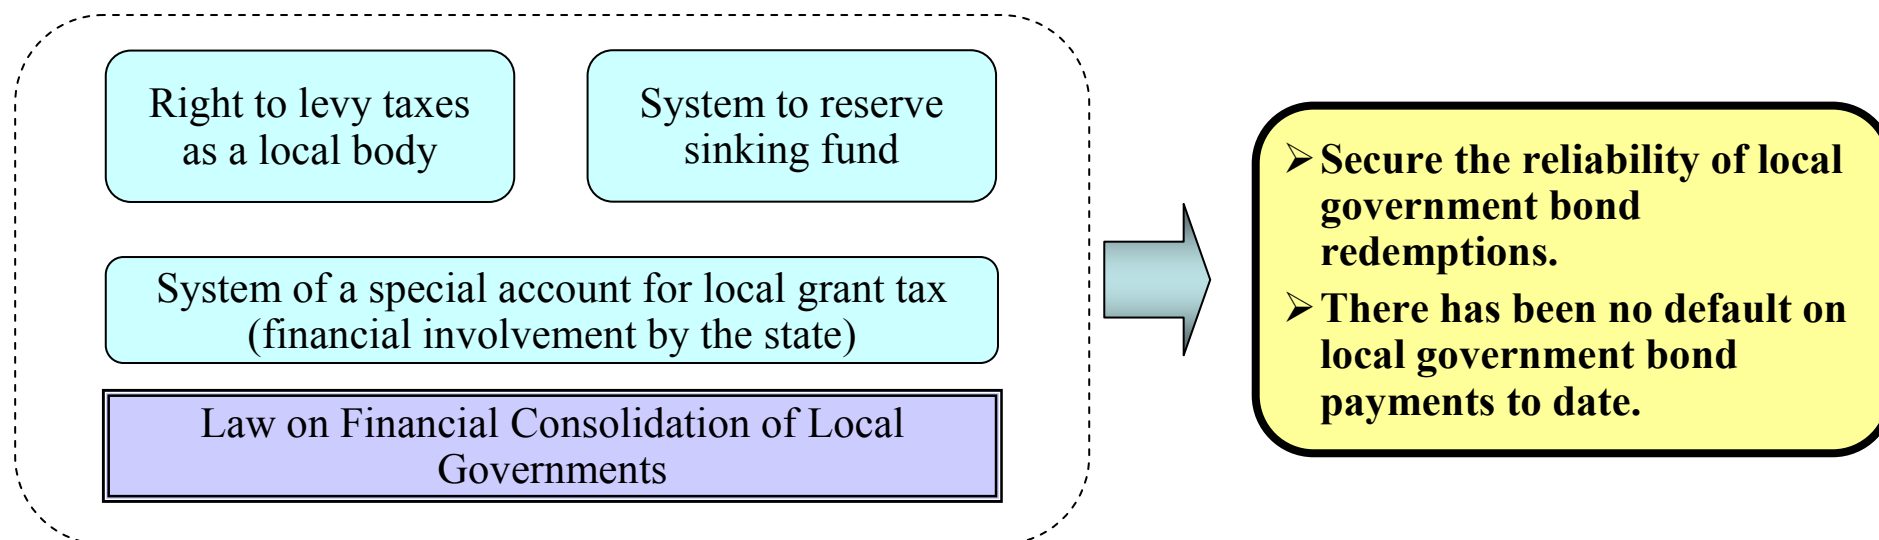 Right to levy taxes
as a local body
System to reserve
sinking fund
System of a special account for local grant tax
(financial involvement by the state)
Law on Financial Consolidation of Local
Governments
➢ Secure the reliability of local
government bond
redemptions.
➢ There has been no default on
local government bond
payments to date.